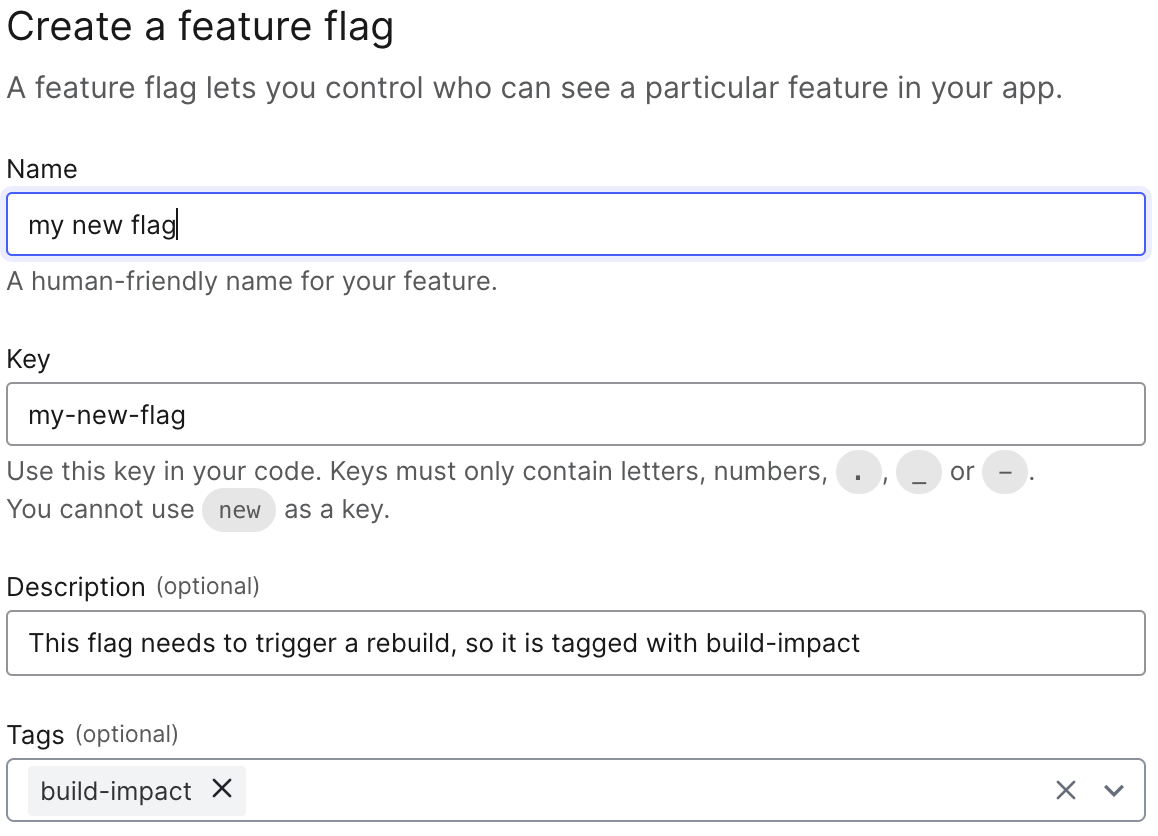 Create a feature flag
A feature flag lets you control who can see a particular feature in your app.
Name
my new flag
A human-friendly name for your feature.
Key
my-new-flag
Use this key in your code. Keys must only contain letters, numbers, . , _ or – .
You cannot use new as a key.
Description (optional)
This flag needs to trigger a rebuild, so it is tagged with build-impact
Tags (optional)
build-impact